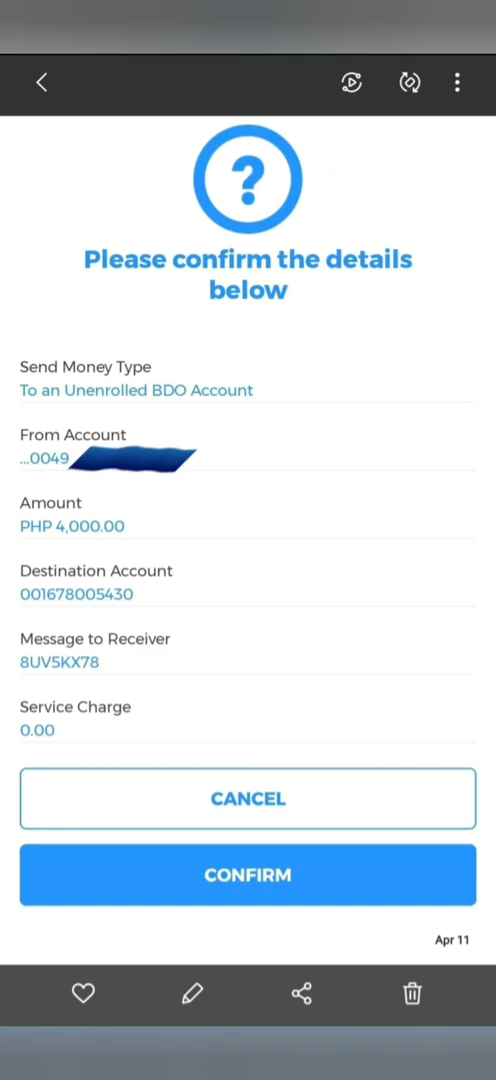 Please confirm the details
below
Send Money Type
To an Unenrolled BDO Account
From Account
...0049
Amount
PHP 4,000.00
Destination Account
001678005430
Message to Receiver
8UV5KX78
Service Charge
0.00
CANCEL
CONFIRM
Apr 11